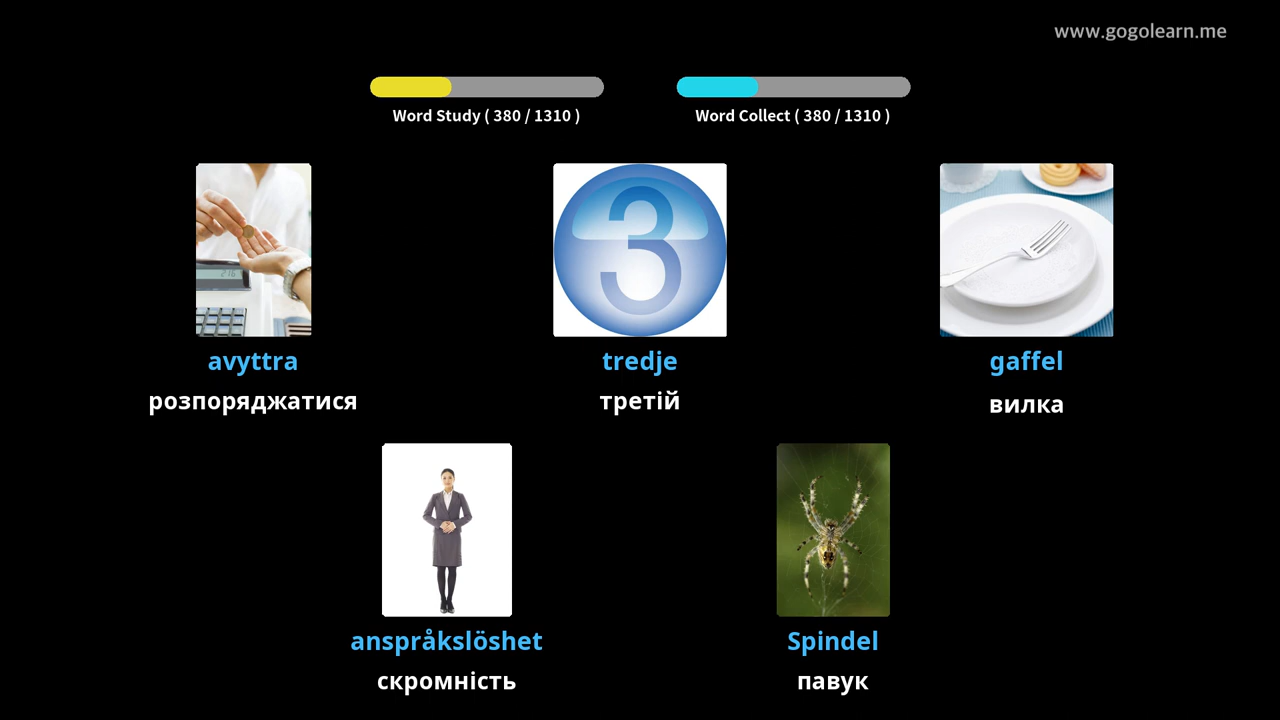 www.gogolearn.me
Word Study ( 380 / 1310 )
Word Collect ( 380 / 1310 )
3
avyttra
tredje
gaffel
розпоряджатися
третій
вилка
anspråkslöshet
Spindel
скромність
павук